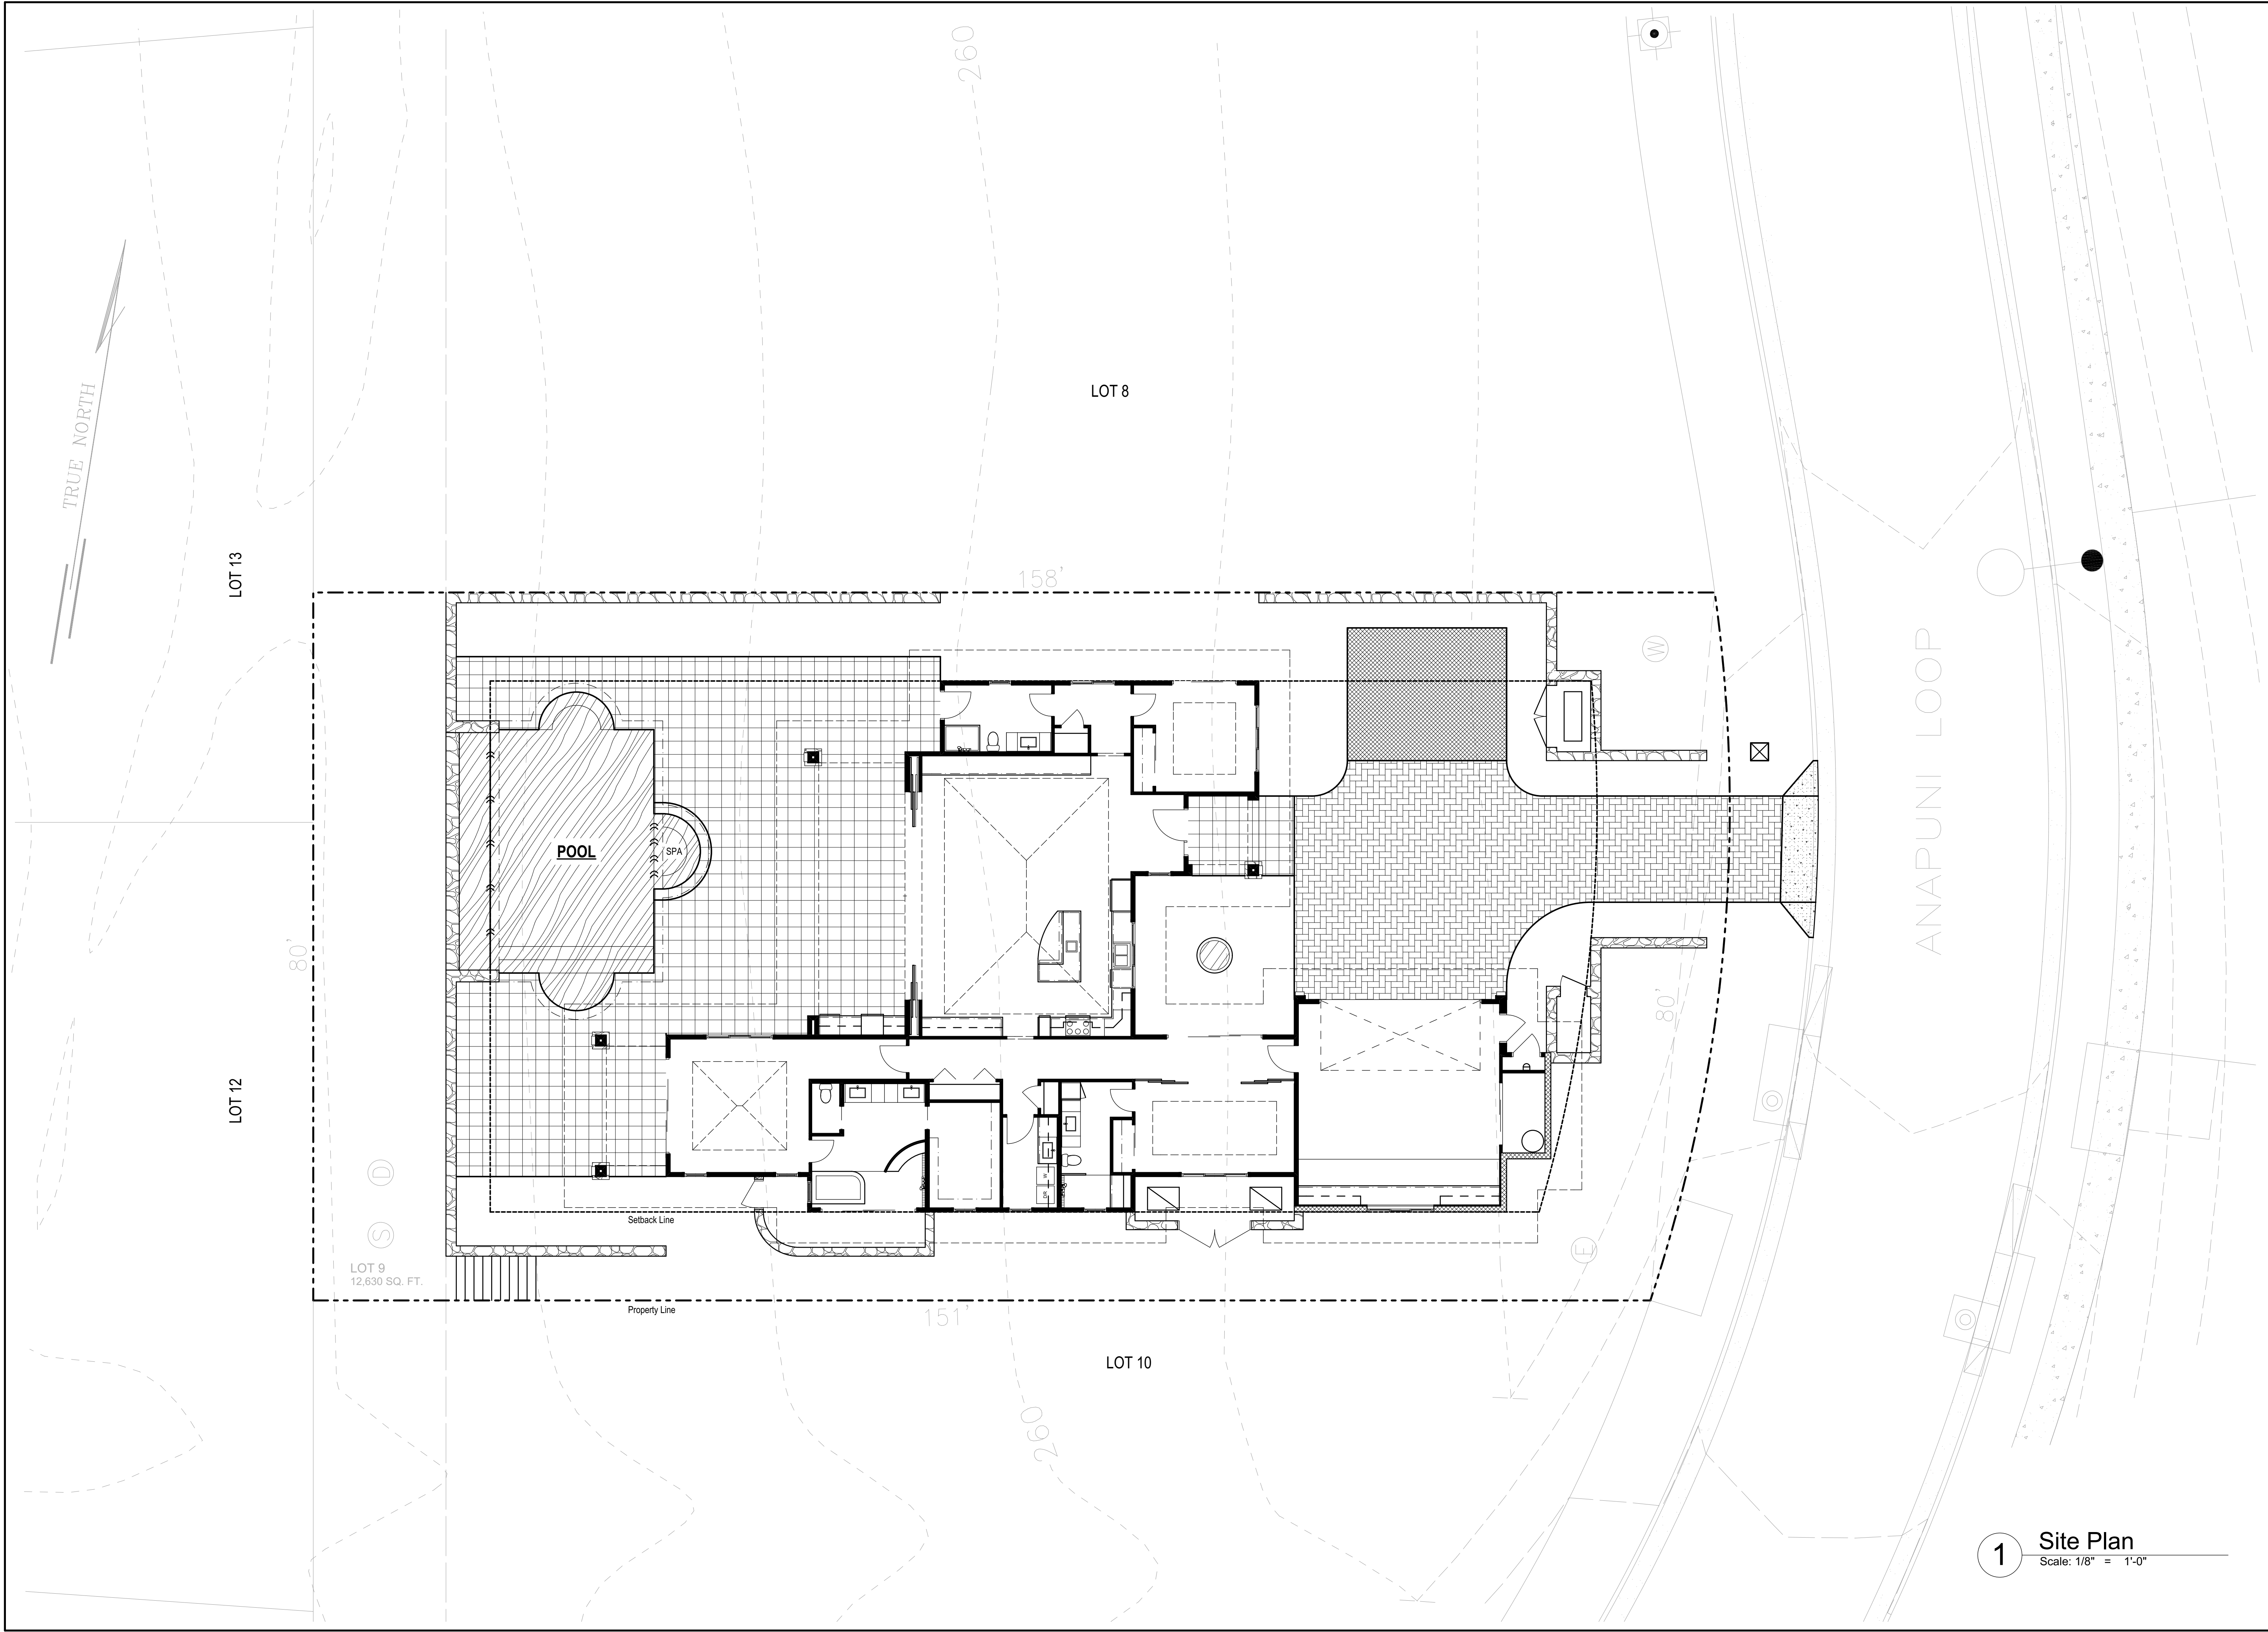 260
TRUE NORTH
LOT 8
LOT 13
158'
W
ANAPUNI LOOP
POOL
SPA
80'
80'
LOT 12
D
S
W
DR
Setback Line
E
LOT 9
12,630 SQ. FT.
Property Line
151'
LOT 10
260
1
Site Plan
Scale: 1/8" = 1'-0"